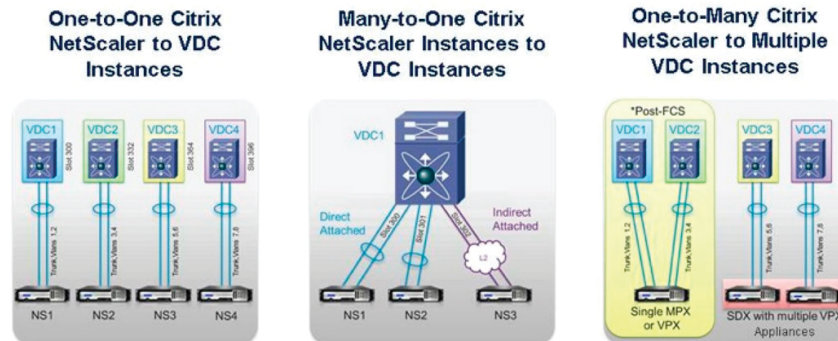 One-to-One Citrix
NetScaler to VDC
Instances
VDC1
VDC2
VDC3
VDC4
Slot 300
Slot 332
Slot 364
Slot 396
Trunk,Vlans 1,2
Trunk,Vlans 3,4
Trunk,Vlans 5,6
Trunk,Vlans 7,8
NS1
NS2
NS3
NS4
Many-to-One Citrix
NetScaler Instances to
VDC Instances
VDC1
Direct
Attached
Slot 300
Slot 301
Slot 302
Indirect
Attached
L2
NS1
NS2
NS3
One-to-Many Citrix
NetScaler to Multiple
VDC Instances
*Post-FCS
VDC1
VDC2
VDC3
VDC4
Trunk,Vlans 1,2
Trunk,Vlans 3,4
Trunk,Vlans 5,6
Trunk,Vlans 7,8
Single MPX
or VPX
SDX with multiple VPX
Appliances